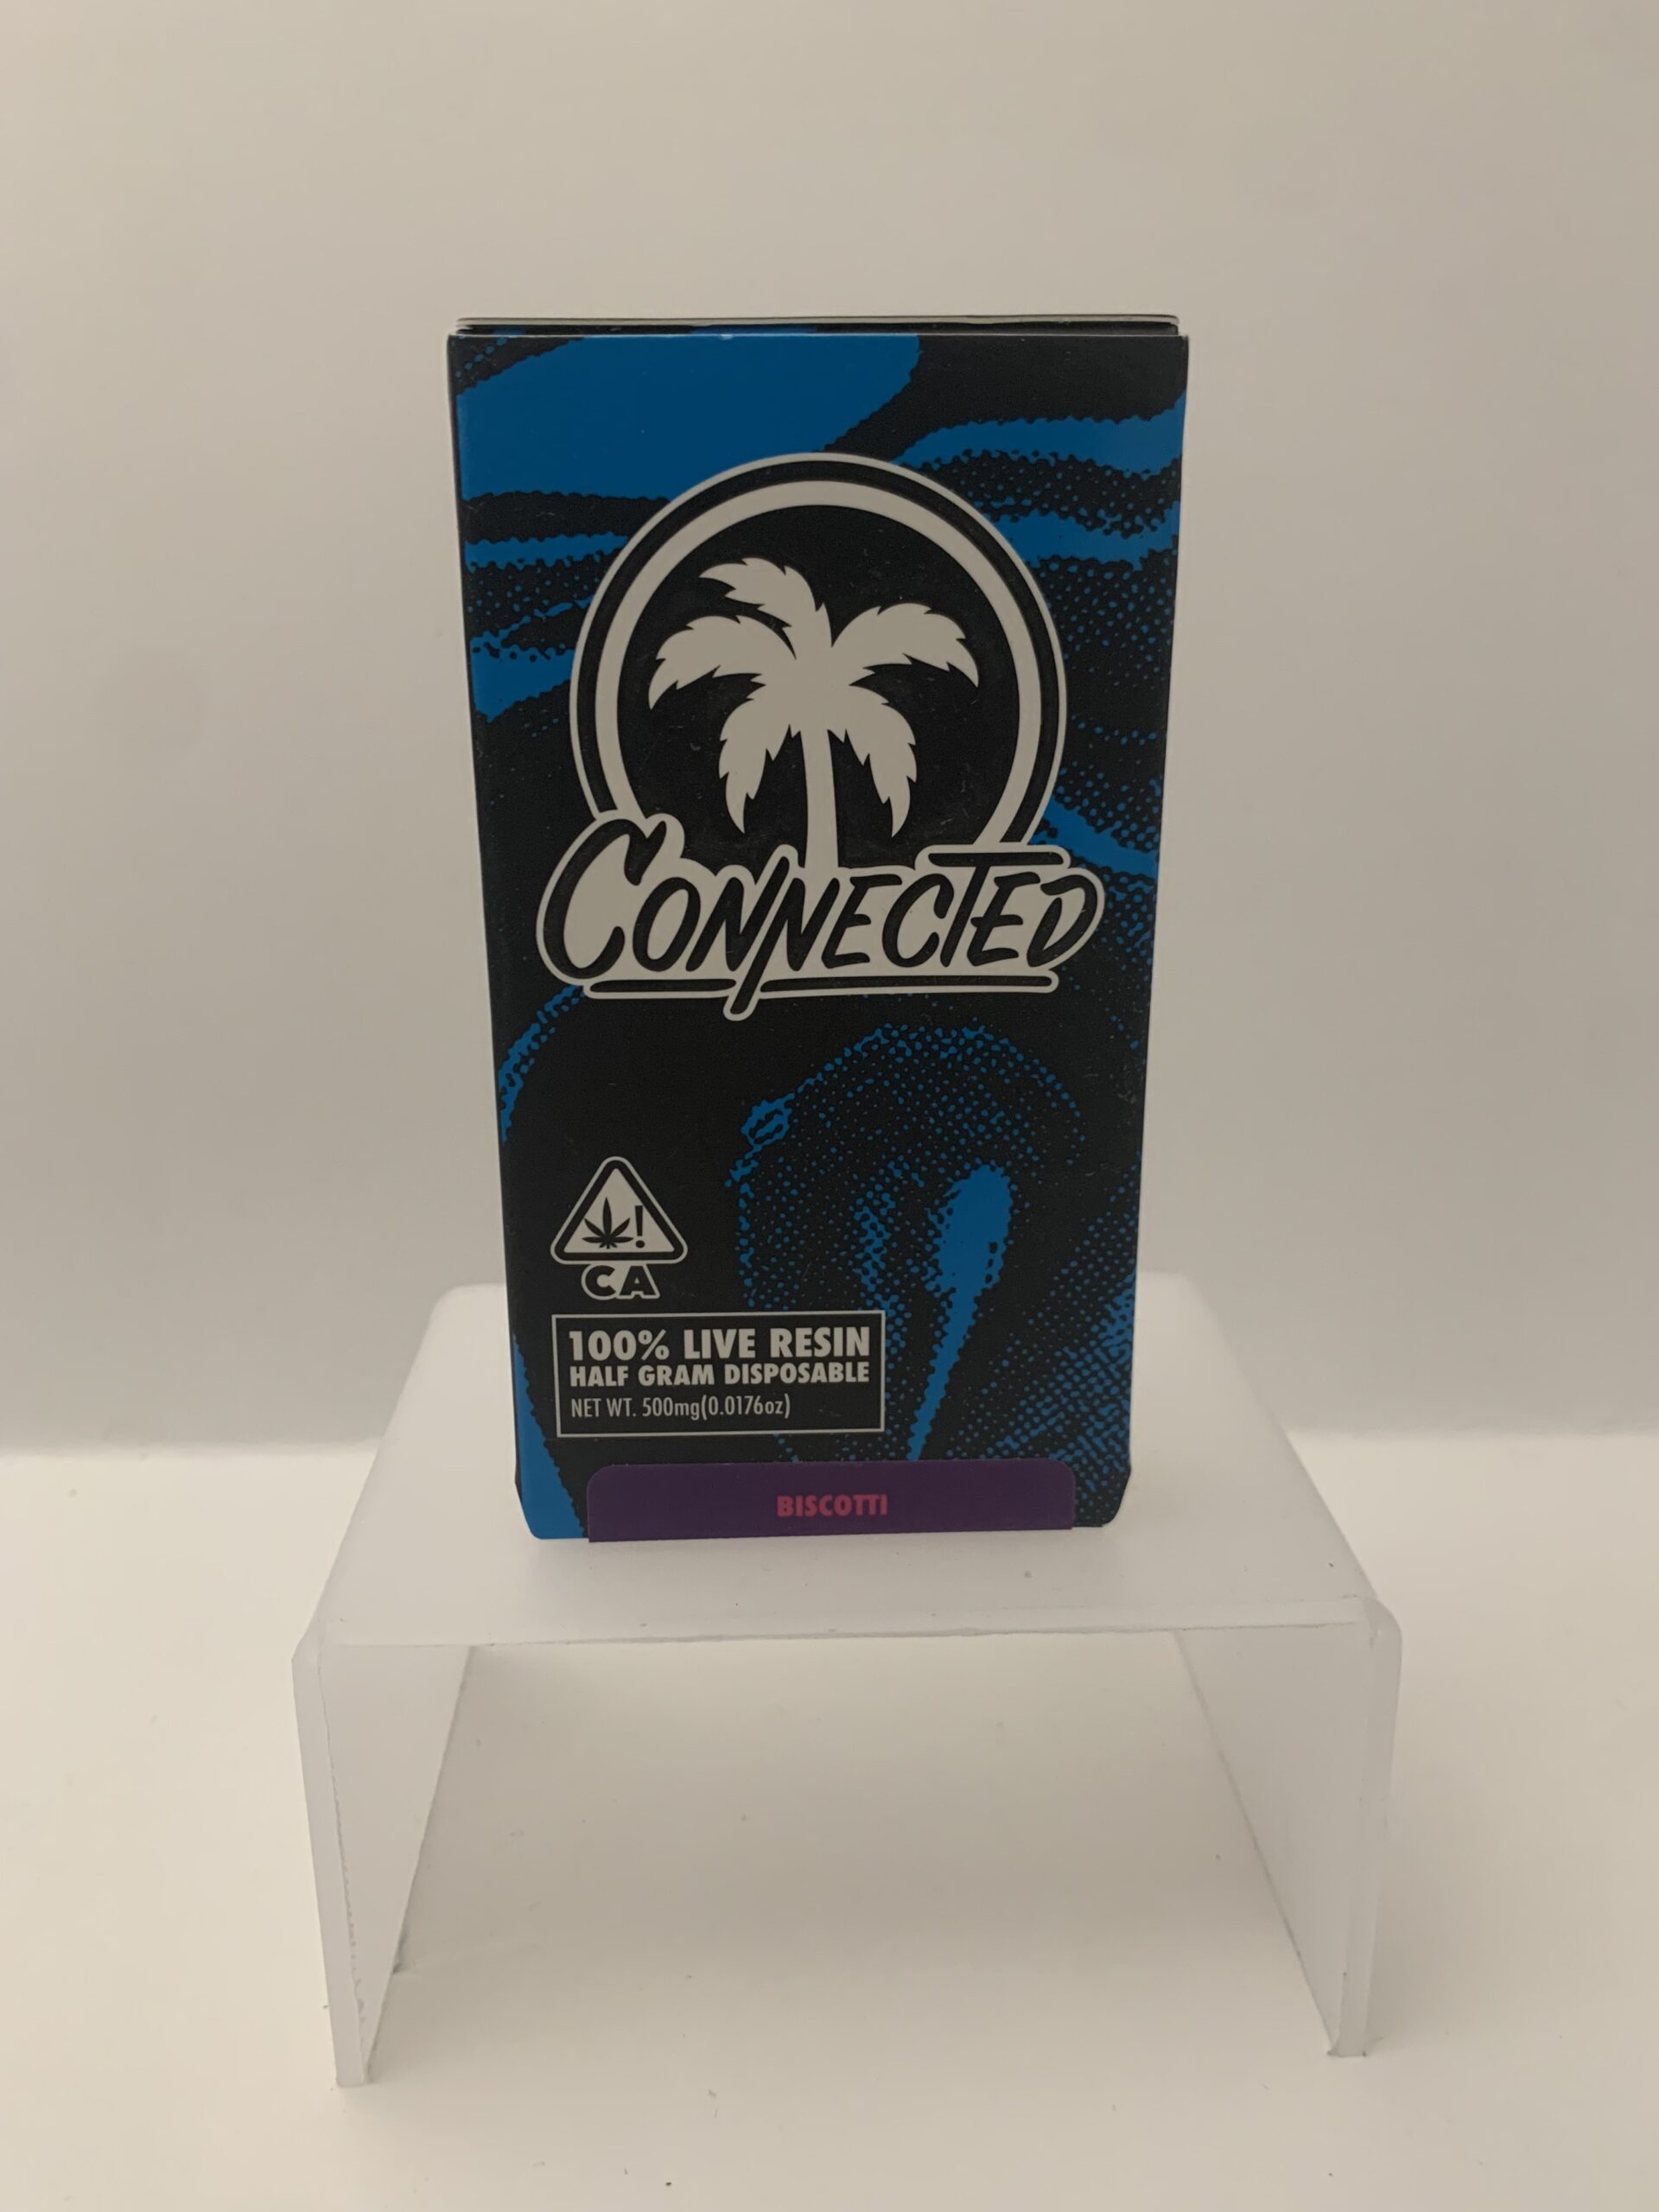 CONNECTED
CA
100% LIVE RESIN
HALF GRAM DISPOSABLE
NET WT. 500mg(0.0176oz)
BISCOTTI